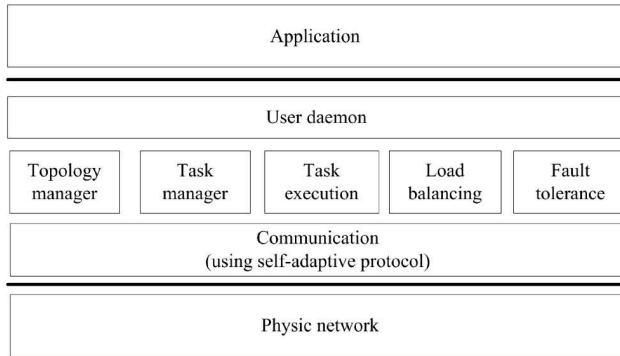 Application
User daemon
Topology manager
Task manager
Task execution
Load balancing
Fault tolerance
Communication
(using self-adaptive protocol)
Physic network